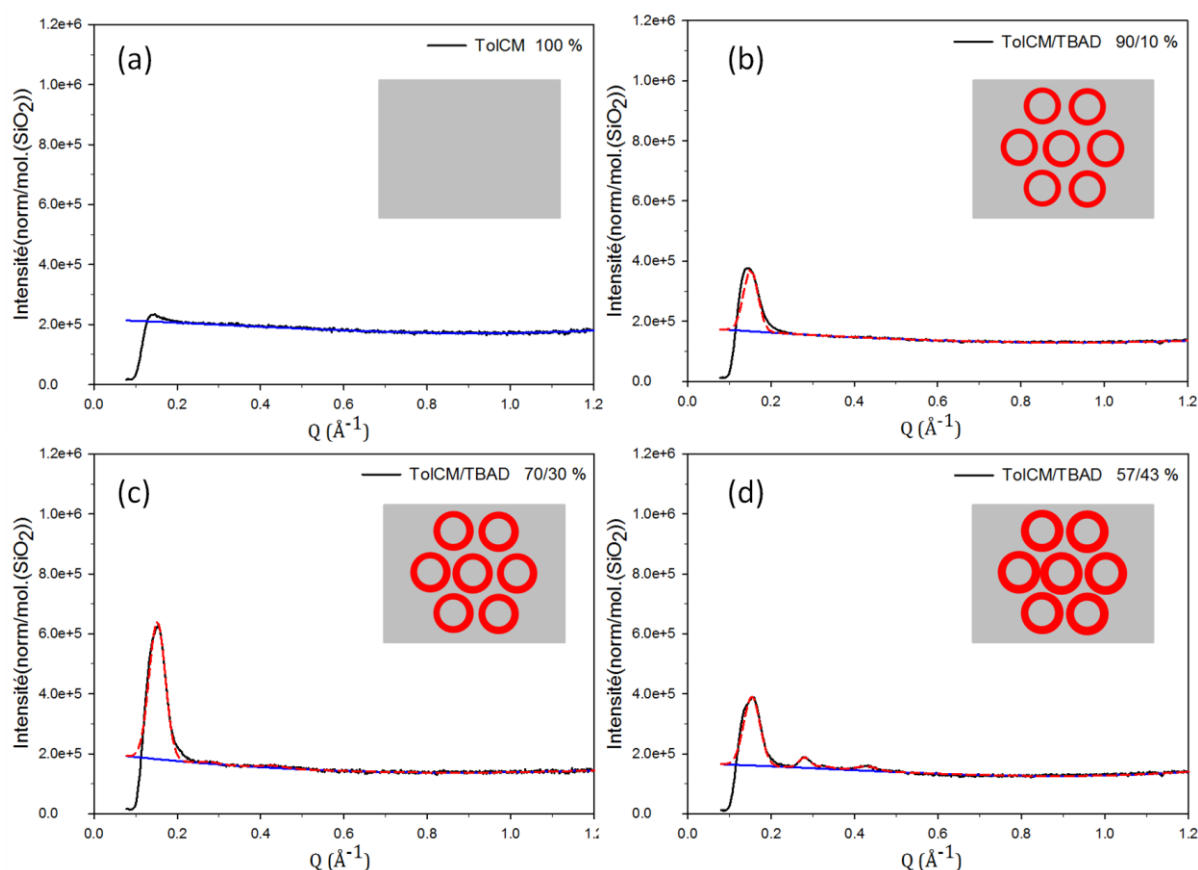 (a)
TolCM 100 %
Intensité(norm/mol.(SiO2))
1.2e+6
1.0e+6
8.0e+5
6.0e+5
4.0e+5
2.0e+5
0.0
0.0 0.2 0.4 0.6 0.8 1.0 1.2
Q (Å-1)
(b)
TolCM/TBAD 90/10 %
Intensité(norm/mol.(SiO2))
1.2e+6
1.0e+6
8.0e+5
6.0e+5
4.0e+5
2.0e+5
0.0
0.0 0.2 0.4 0.6 0.8 1.0 1.2
Q (Å-1)
(c)
TolCM/TBAD 70/30 %
Intensité(norm/mol.(SiO2))
1.2e+6
1.0e+6
8.0e+5
6.0e+5
4.0e+5
2.0e+5
0.0
0.0 0.2 0.4 0.6 0.8 1.0 1.2
Q (Å-1)
(d)
TolCM/TBAD 57/43 %
Intensité(norm/mol.(SiO2))
1.2e+6
1.0e+6
8.0e+5
6.0e+5
4.0e+5
2.0e+5
0.0
0.0 0.2 0.4 0.6 0.8 1.0 1.2
Q (Å-1)